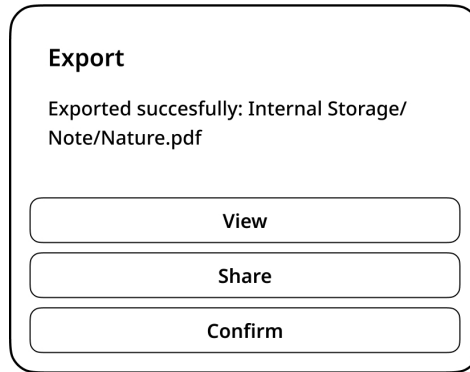 Export
Exported succesfully: Internal Storage/
Note/Nature.pdf
View
Share
Confirm